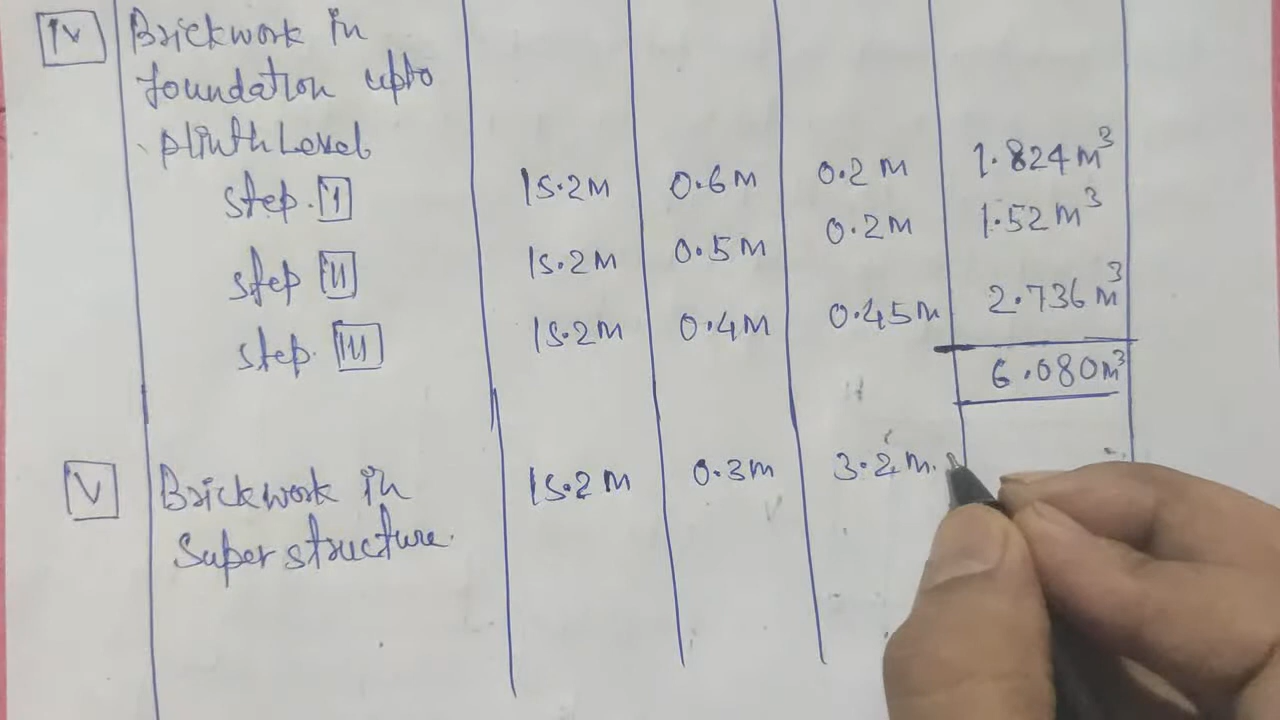 IV Brickwork in
foundation upto
plinth Level
step. I 15.2m 0.6m 0.2m 1.824m³
step II 15.2m 0.5m 0.2m 1.52m³
step. III 15.2m 0.4m 0.45m 2.736m³
6.080m³
V Brickwork in 15.2m 0.3m 3.2m.
Super structure.